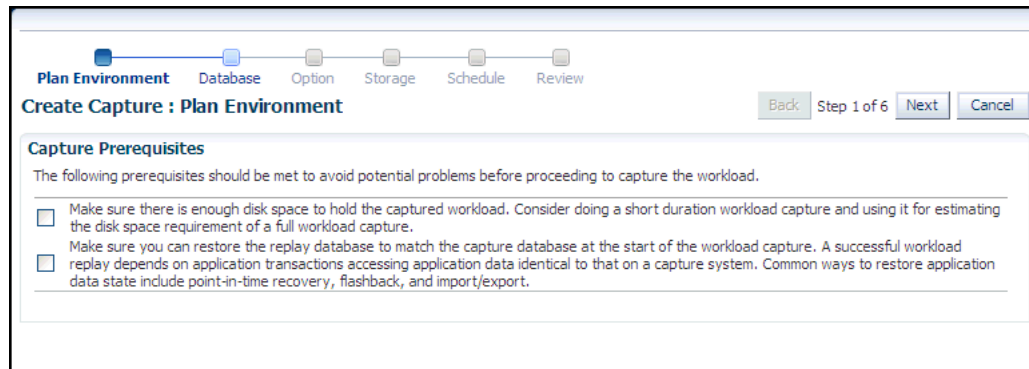 Plan Environment Database Option Storage Schedule Review
Create Capture : Plan Environment
Back Step 1 of 6 Next Cancel
Capture Prerequisites
The following prerequisites should be met to avoid potential problems before proceeding to capture the workload.
Make sure there is enough disk space to hold the captured workload. Consider doing a short duration workload capture and using it for estimating
the disk space requirement of a full workload capture.
Make sure you can restore the replay database to match the capture database at the start of the workload capture. A successful workload
replay depends on application transactions accessing application data identical to that on a capture system. Common ways to restore application
data state include point-in-time recovery, flashback, and import/export.